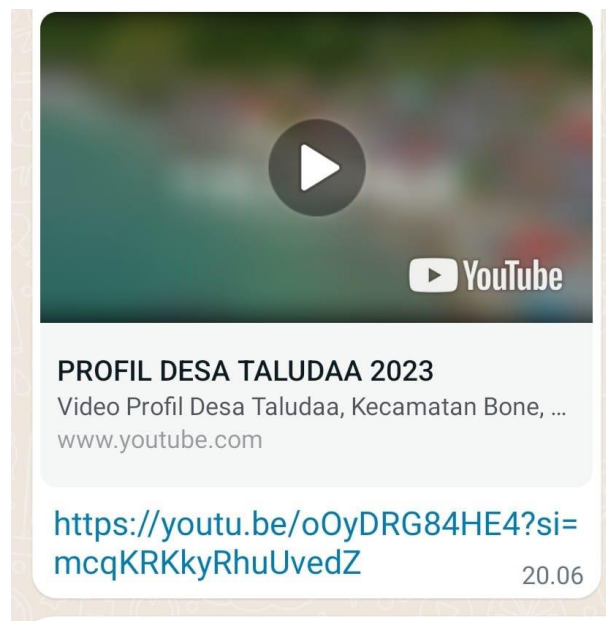 YouTube
PROFIL DESA TALUDAA 2023
Video Profil Desa Taludaa, Kecamatan Bone, ...
www.youtube.com
https://youtu.be/oOyDRG84HE4?si=
mcqKRKkyRhuUvedZ
20.06